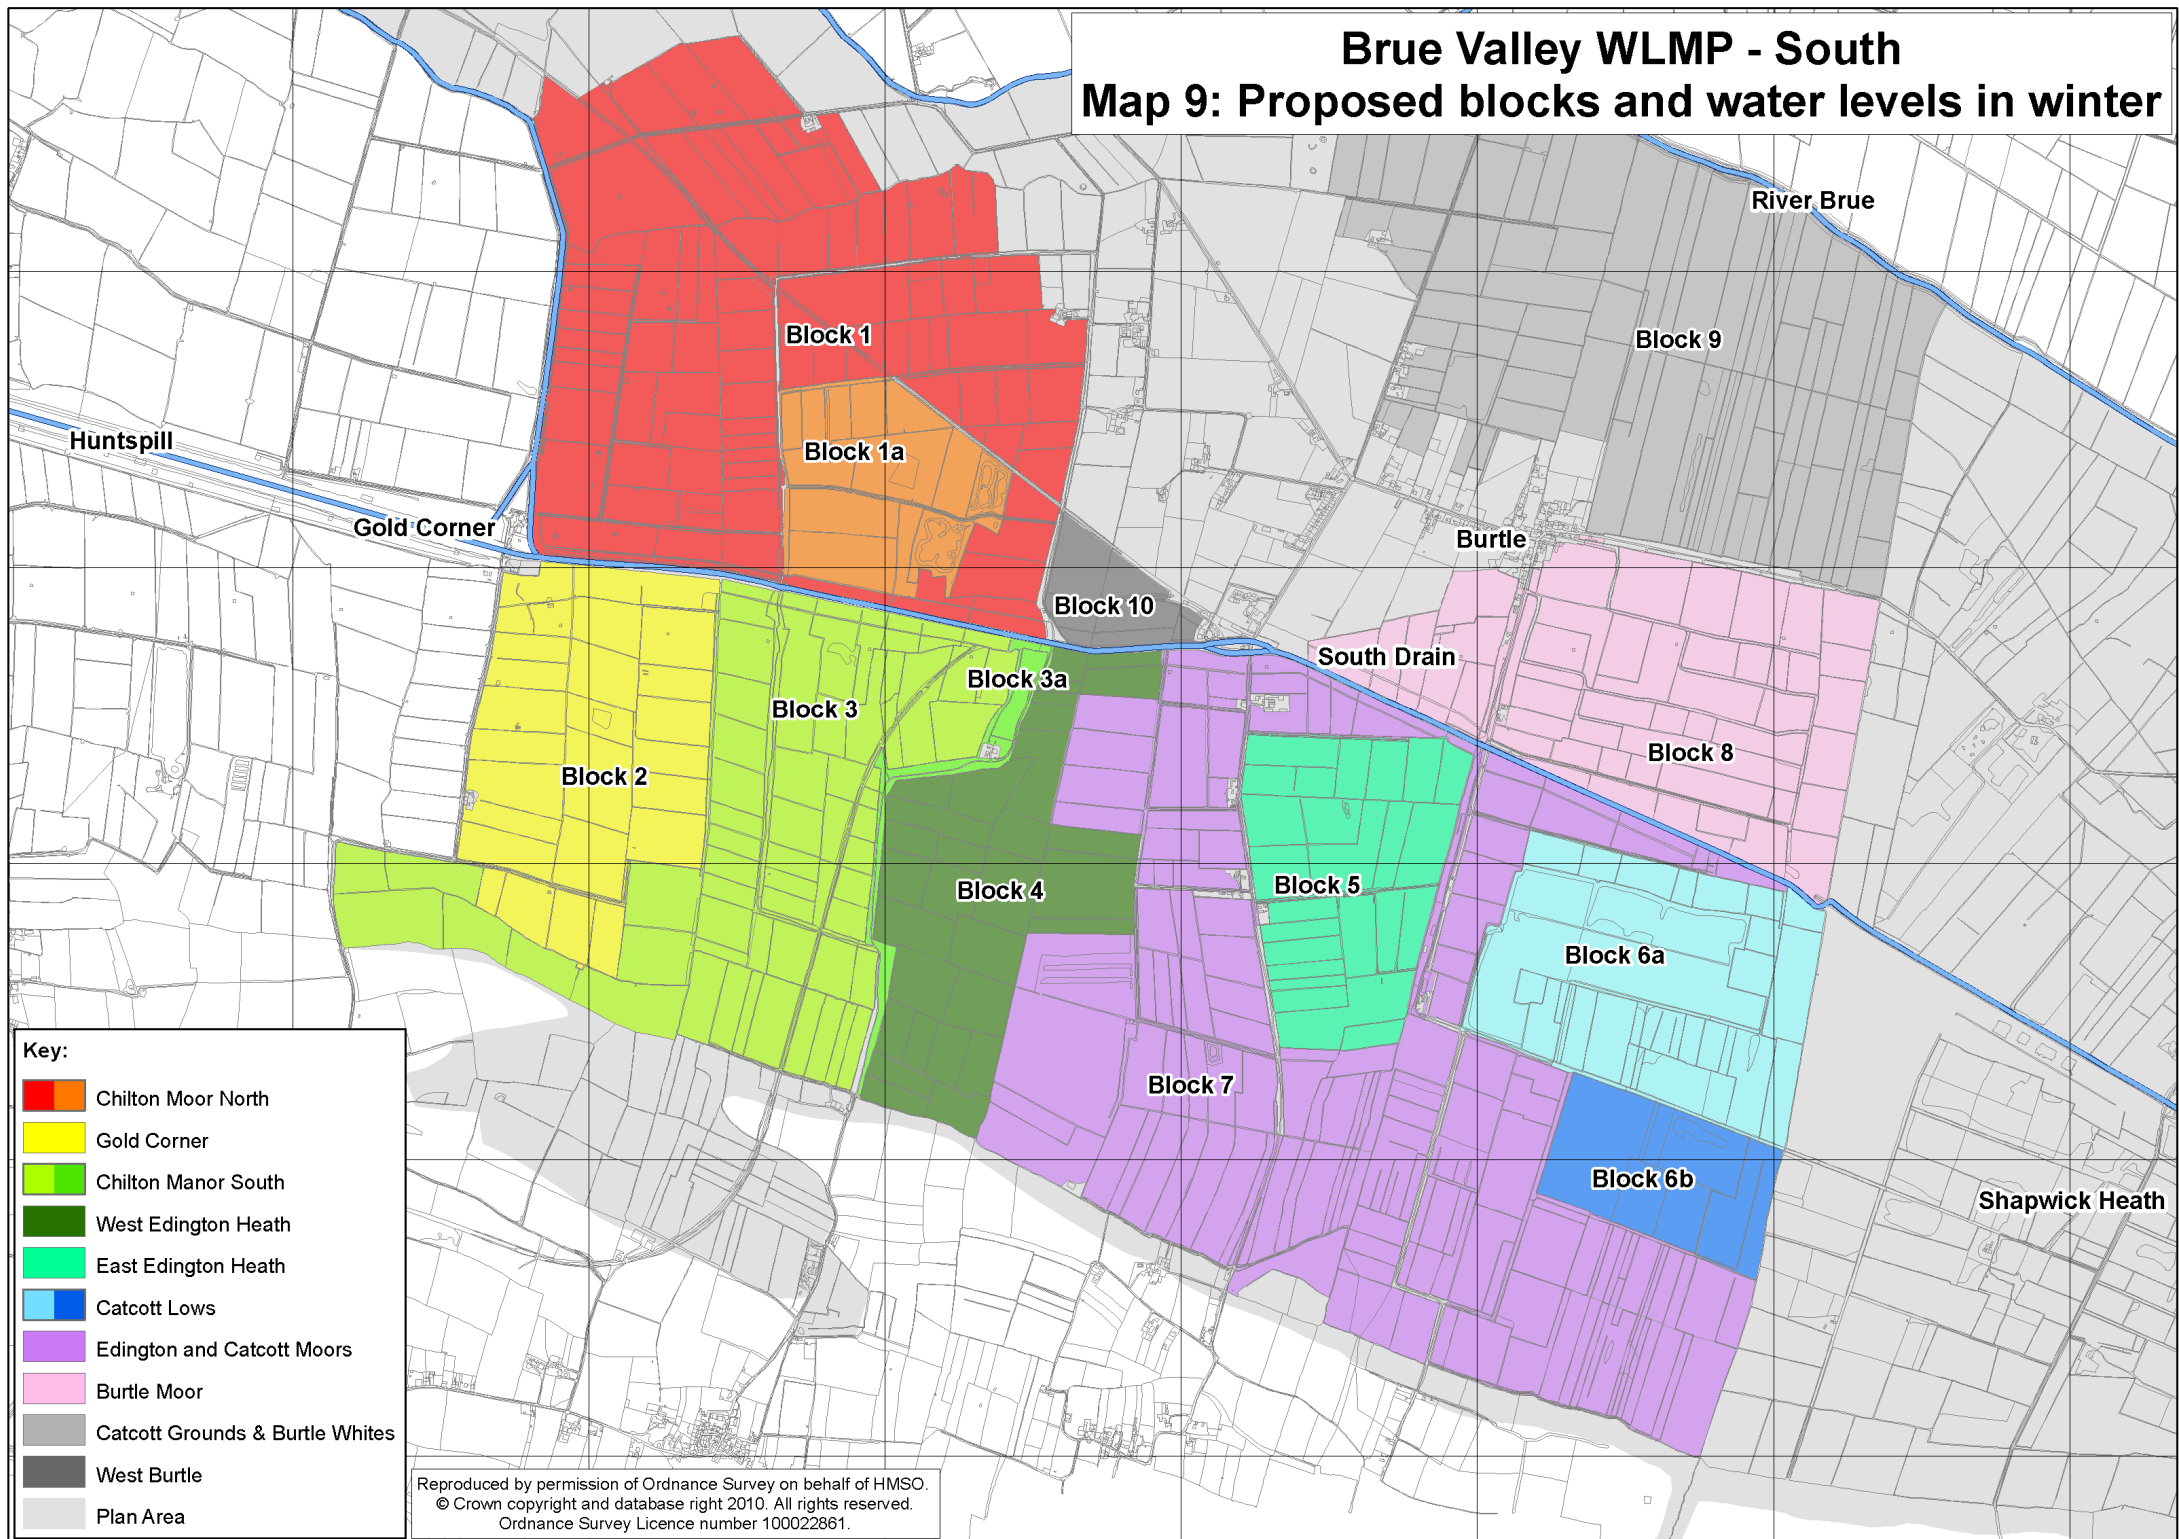 Brue Valley WLMP - South
Map 9: Proposed blocks and water levels in winter
River Brue
Block 1
Block 9
Huntspill
Block 1a
Gold Corner
Burtle
Block 10
South Drain
Block 3a
Block 3
Block 8
Block 2
Block 5
Block 4
Block 6a
Block 7
Block 6b
Shapwick Heath
Key:
Chilton Moor North
Gold Corner
Chilton Manor South
West Edington Heath
East Edington Heath
Catcott Lows
Edington and Catcott Moors
Burtle Moor
Catcott Grounds & Burtle Whites
West Burtle
Plan Area
Reproduced by permission of Ordnance Survey on behalf of HMSO.
© Crown copyright and database right 2010. All rights reserved.
Ordnance Survey Licence number 100022861.